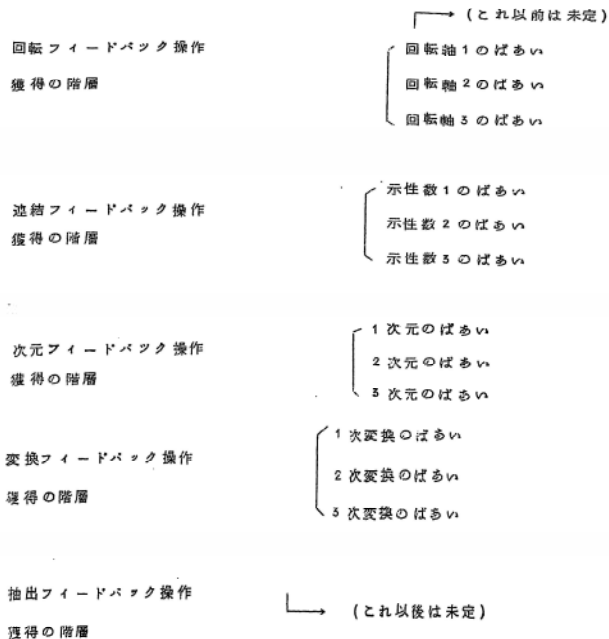 (これ以前は未定)
回転フィードバック操作
獲得の階層
回転軸1のばあい
回転軸2のばあい
回転軸3のばあい
連結フィードバック操作
獲得の階層
示性数1のばあい
示性数2のばあい
示性数3のばあい
次元フィードバック操作
獲得の階層
1次元のばあい
2次元のばあい
3次元のばあい
変換フィードバック操作
獲得の階層
1次変換のばあい
2次変換のばあい
3次変換のばあい
抽出フィードバック操作
獲得の階層
(これ以後は未定)